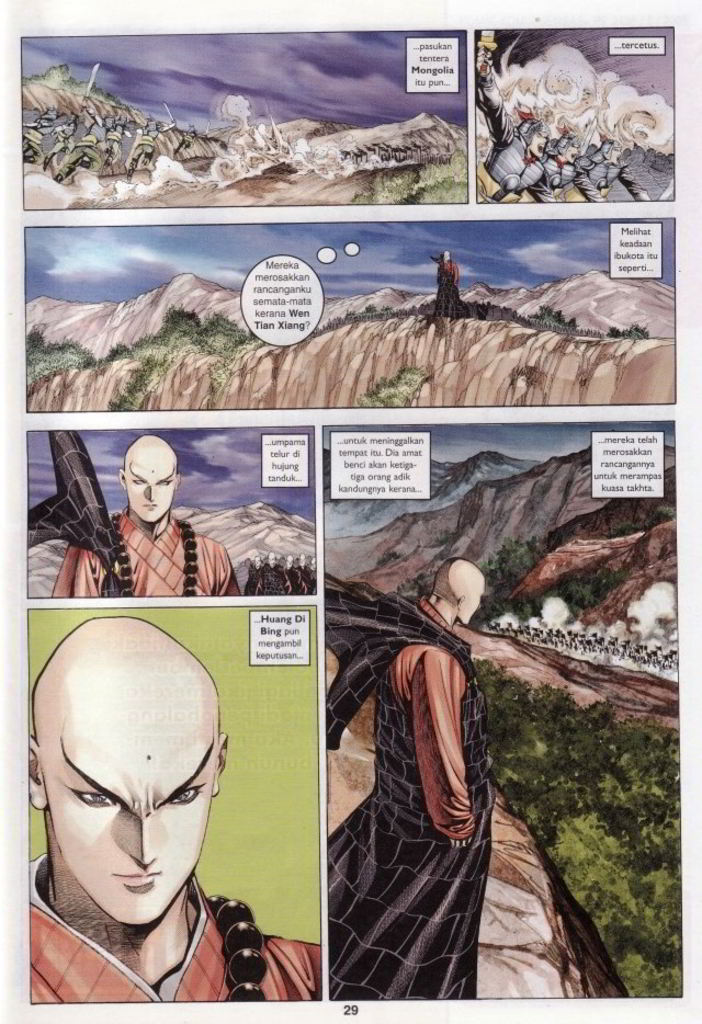 ...pasukan
tentera
Mongolia
itu pun...
...tercetus.
Mereka
merosakkan
rancanganku
semata-mata
kerana Wen
Tian Xiang?
Melihat
keadaan
ibukota itu
seperti...
...umpama
telur di
hujung
tanduk...
...Huang Di
Bing pun
mengambil
keputusan...
...untuk meninggalkan
tempat itu. Dia amat
benci akan ketiga-
tiga orang adik
kandungnya kerana...
...mereka telah
merosakkan
rancangannya
untuk merampas
kuasa takhta.
29